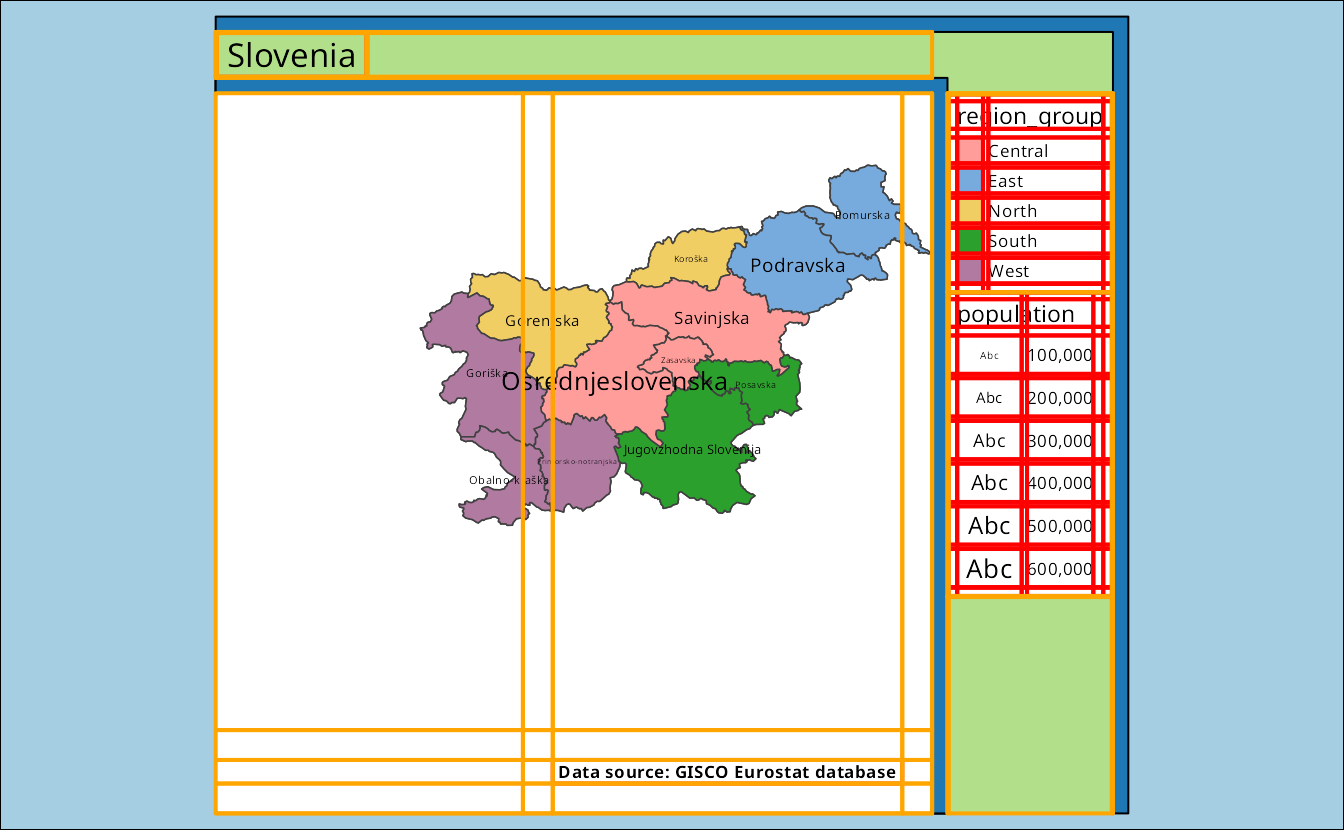 Slovenia
region_group
Central
East
North
South
West
population
Abc 100,000
Abc 200,000
Abc 300,000
Abc 400,000
Abc 500,000
Abc 600,000
Pomurska
Koroška
Podravska
Savinjska
Gorenjska
Zasavska
Goriška
Osrednjeslovenska
Posavska
Jugovzhodna Slovenija
Primorsko-notranjska
Obalno-kraška
Data source: GISCO Eurostat database